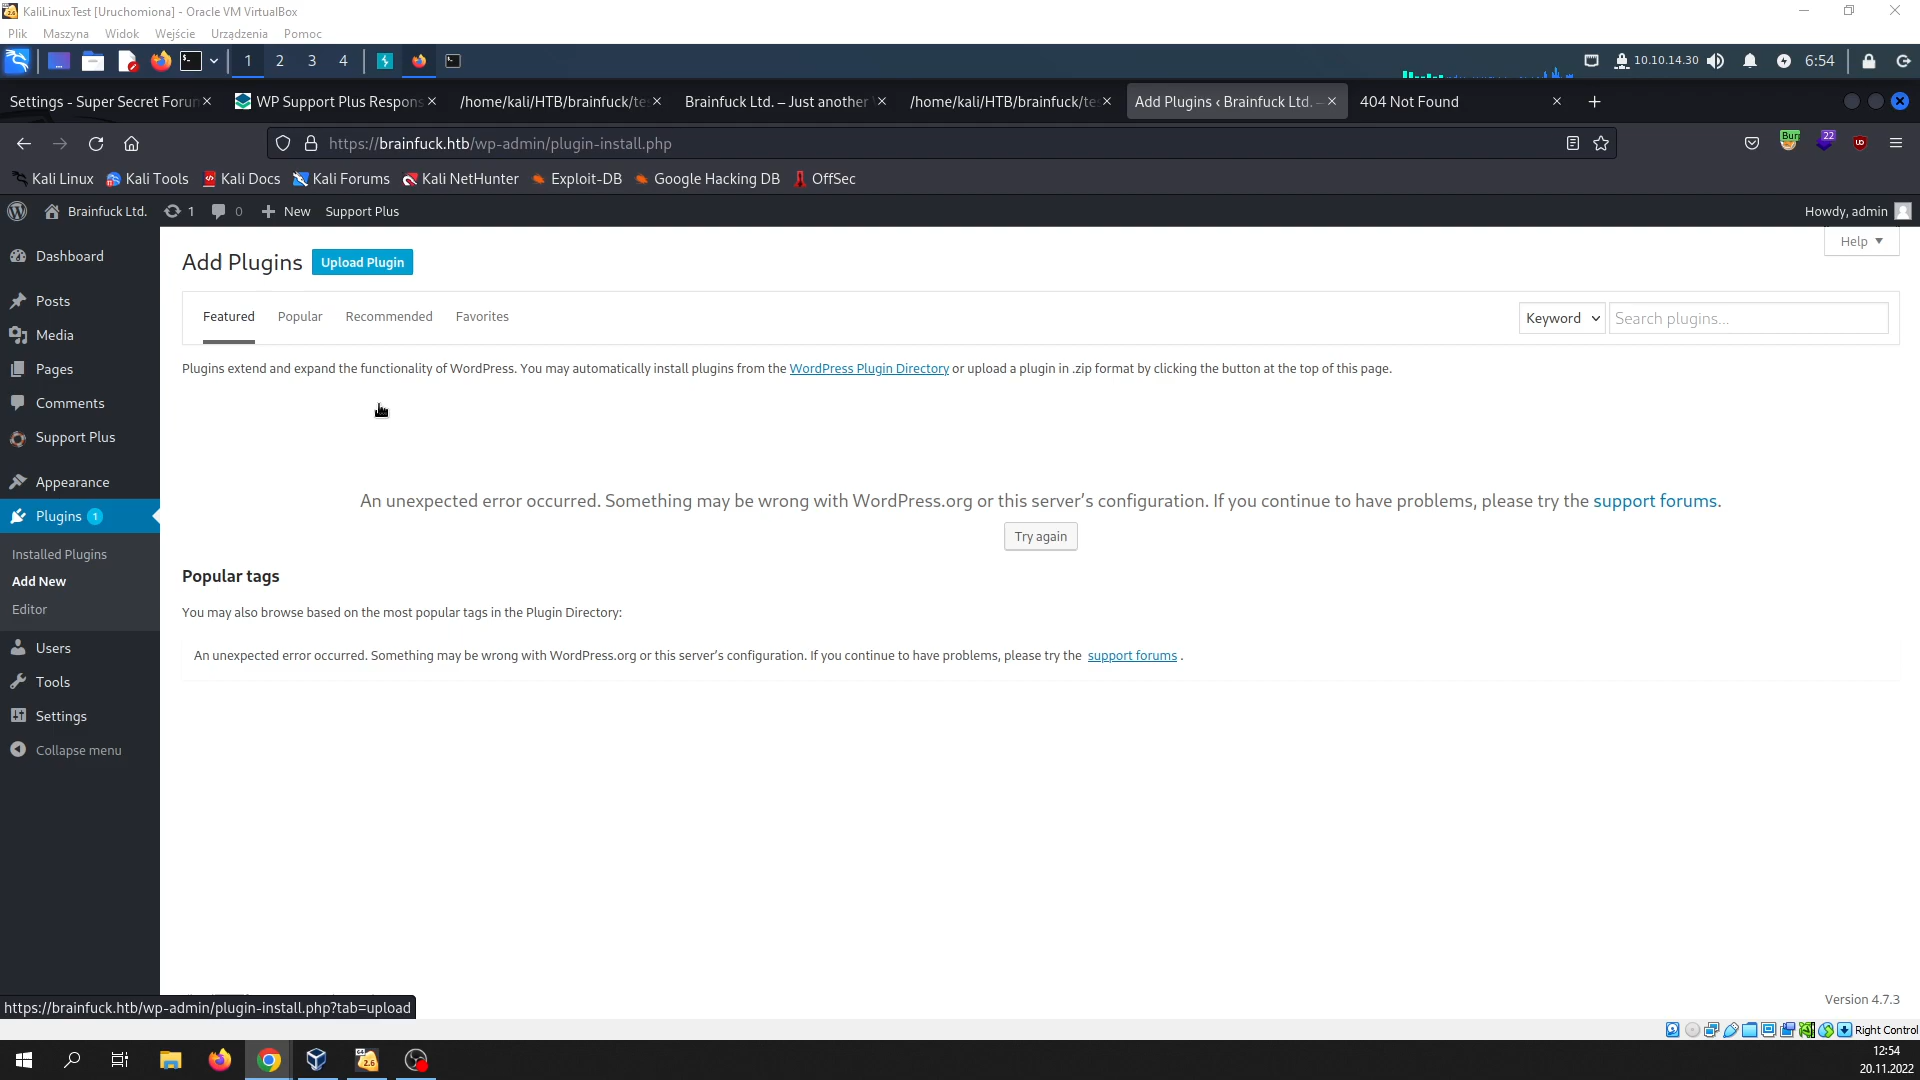 KaliLinuxTest [Uruchomiona] - Oracle VM VirtualBox
Plik Maszyna Widok Wejście Urządzenia Pomoc
1 2 3 4 10.10.14.30 6:54
Settings - Super Secret Forum WP Support Plus Respons /home/kali/HTB/brainfuck/te Brainfuck Ltd. – Just another /home/kali/HTB/brainfuck/te Add Plugins ‹ Brainfuck Ltd. – 404 Not Found
https://brainfuck.htb/wp-admin/plugin-install.php 22
Kali Linux Kali Tools Kali Docs Kali Forums Kali NetHunter Exploit-DB Google Hacking DB OffSec
Brainfuck Ltd. 1 0 New Support Plus Howdy, admin
Help
Dashboard
Posts
Media
Pages
Comments
Support Plus
Appearance
Plugins 1
Installed Plugins
Add New
Editor
Users
Tools
Settings
Collapse menu
Add Plugins Upload Plugin
Featured Popular Recommended Favorites Keyword Search plugins...
Plugins extend and expand the functionality of WordPress. You may automatically install plugins from the WordPress Plugin Directory or upload a plugin in .zip format by clicking the button at the top of this page.
An unexpected error occurred. Something may be wrong with WordPress.org or this server’s configuration. If you continue to have problems, please try the support forums.
Try again
Popular tags
You may also browse based on the most popular tags in the Plugin Directory:
An unexpected error occurred. Something may be wrong with WordPress.org or this server’s configuration. If you continue to have problems, please try the support forums .
Version 4.7.3
https://brainfuck.htb/wp-admin/plugin-install.php?tab=upload
Right Control
64
2.6
12:54
20.11.2022